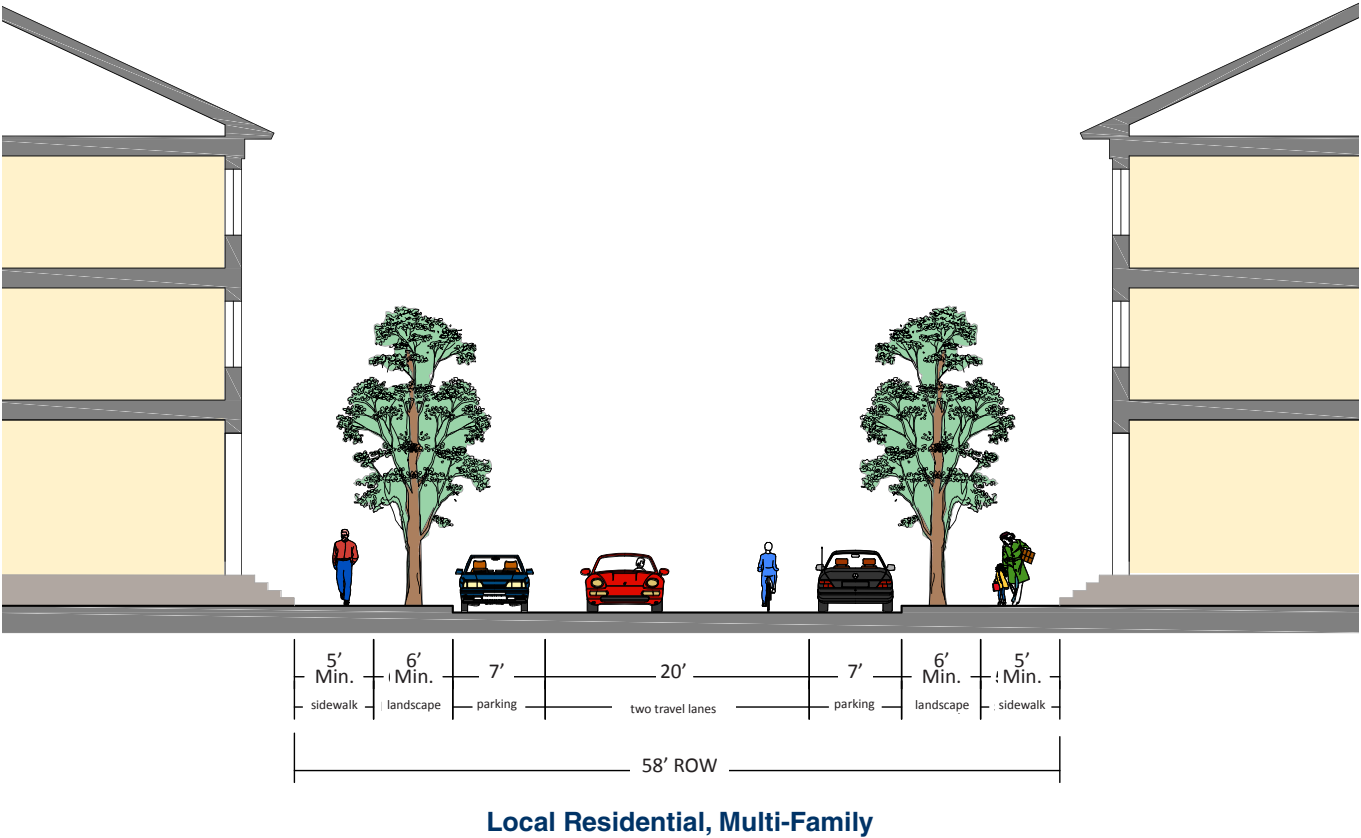 5’ Min.
6’ Min.
7’
20’
7’
6’ Min.
5’ Min.
sidewalk
landscape
parking
two travel lanes
parking
landscape
sidewalk
58’ ROW
Local Residential, Multi-Family